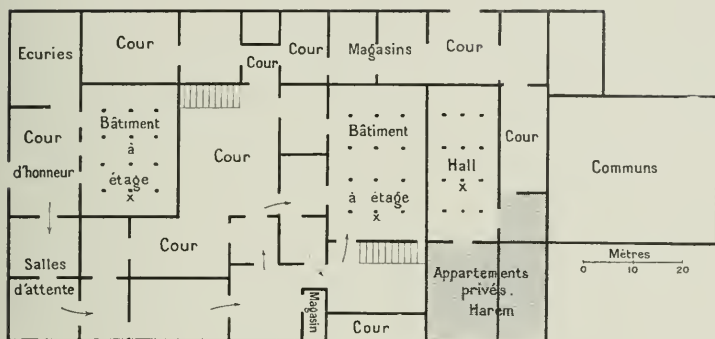 Ecuries
Cour
Cour
Cour
Magasins
Cour
Cour
d'honneur
Bâtiment
à
étage
x
Cour
Bâtiment
à étage
x
Hall
x
Cour
Communs
Salles
d'attente
Cour
Magasin
Cour
Appartements
privés.
Harem
Mètres
0 10 20